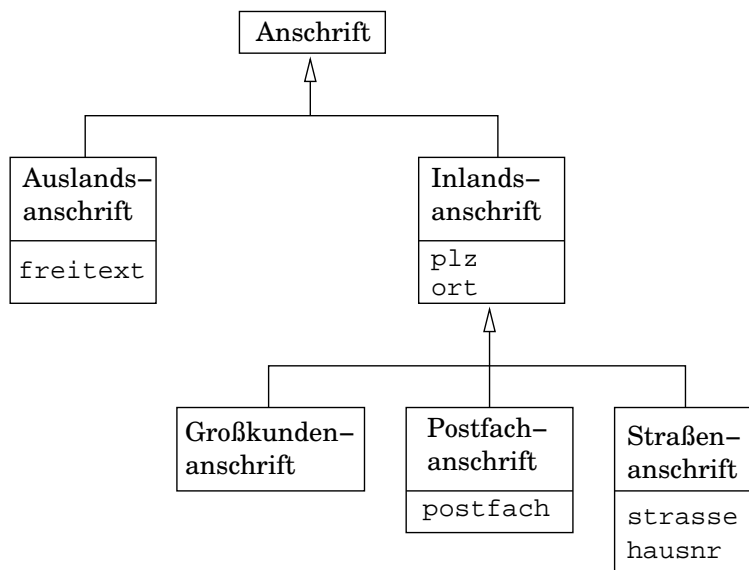 Anschrift
Auslands–
anschrift
freitext
Inlands–
anschrift
plz
ort
Großkunden–
anschrift
Postfach–
anschrift
postfach
Straßen–
anschrift
strasse
hausnr